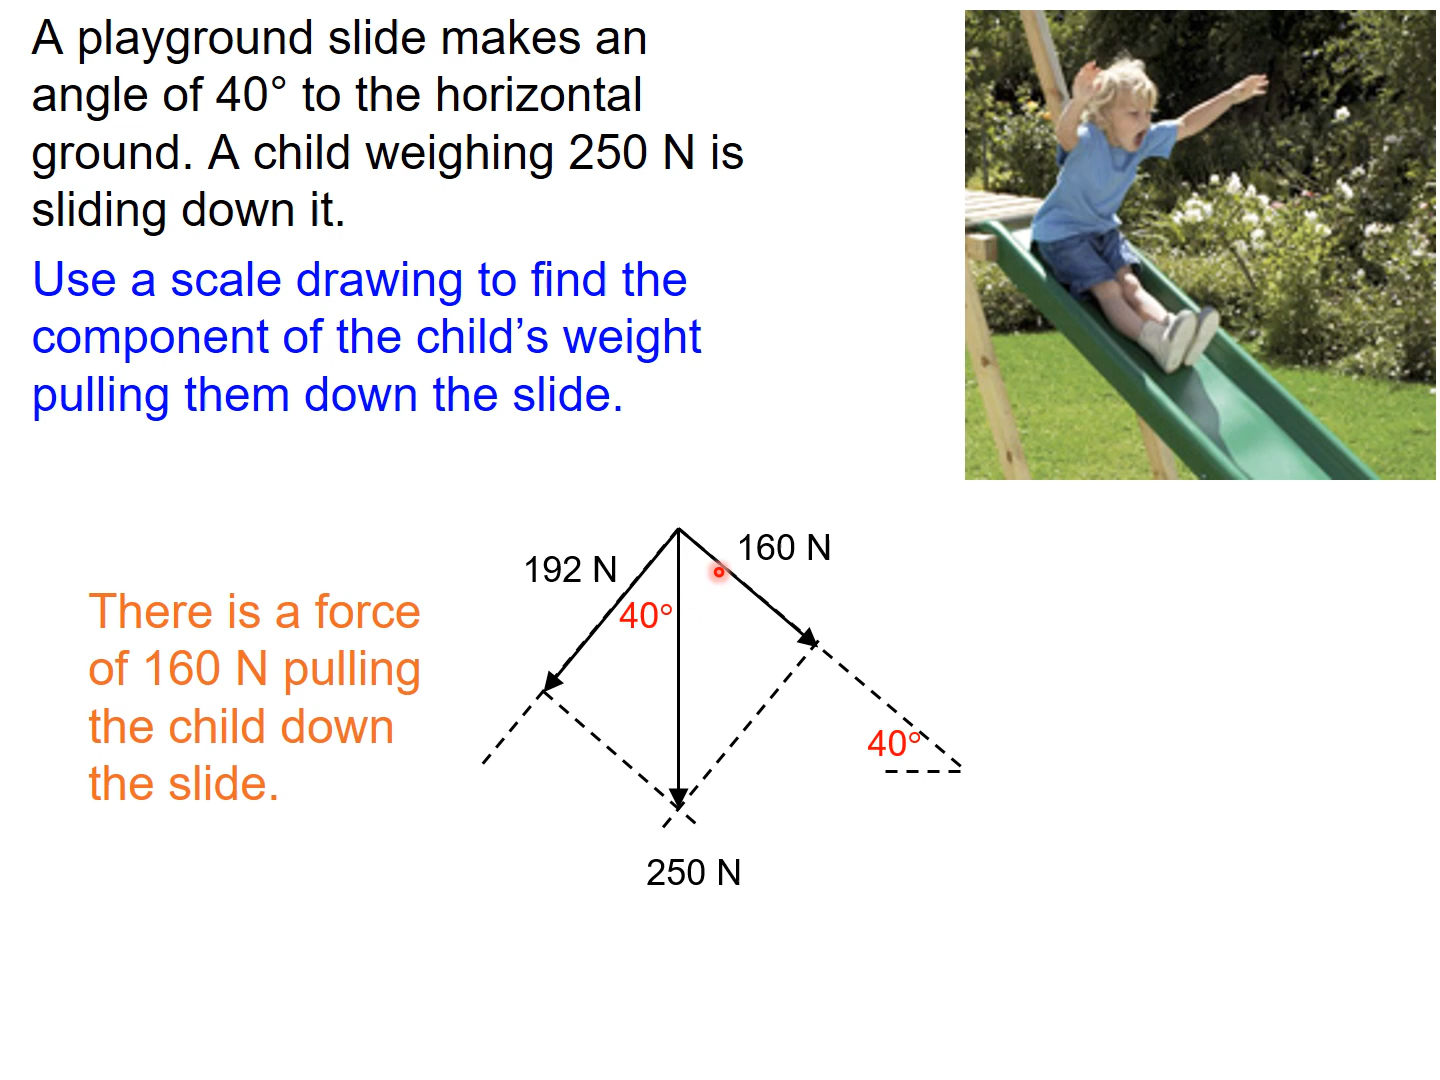 A playground slide makes an
angle of 40° to the horizontal
ground. A child weighing 250 N is
sliding down it.
Use a scale drawing to find the
component of the child’s weight
pulling them down the slide.
192 N
160 N
40°
40°
250 N
There is a force
of 160 N pulling
the child down
the slide.